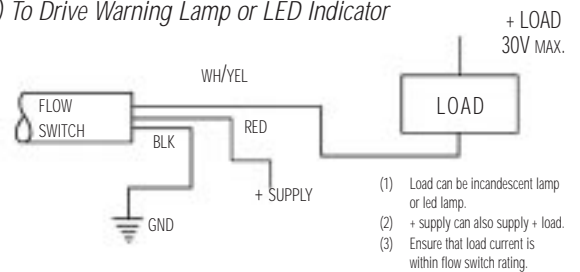 ) To Drive Warning Lamp or LED Indicator
+ LOAD
30V MAX.
WH/YEL
FLOW
SWITCH
LOAD
RED
BLK
+ SUPPLY
GND
(1) Load can be incandescent lamp
or led lamp.
(2) + supply can also supply + load.
(3) Ensure that load current is
within flow switch rating.